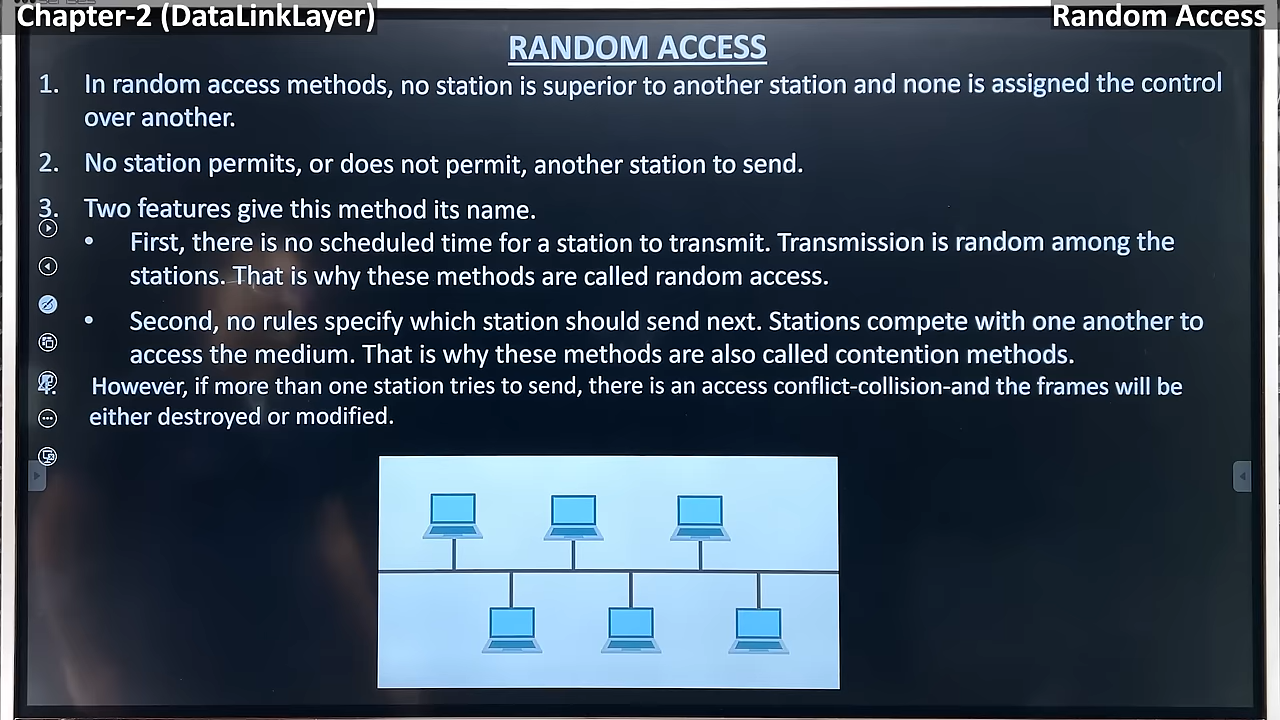 Chapter-2 (DataLinkLayer)
Random Access
RANDOM ACCESS
1. In random access methods, no station is superior to another station and none is assigned the control
over another.
2. No station permits, or does not permit, another station to send.
3. Two features give this method its name.
• First, there is no scheduled time for a station to transmit. Transmission is random among the
stations. That is why these methods are called random access.
• Second, no rules specify which station should send next. Stations compete with one another to
access the medium. That is why these methods are also called contention methods.
4. However, if more than one station tries to send, there is an access conflict-collision-and the frames will be
either destroyed or modified.